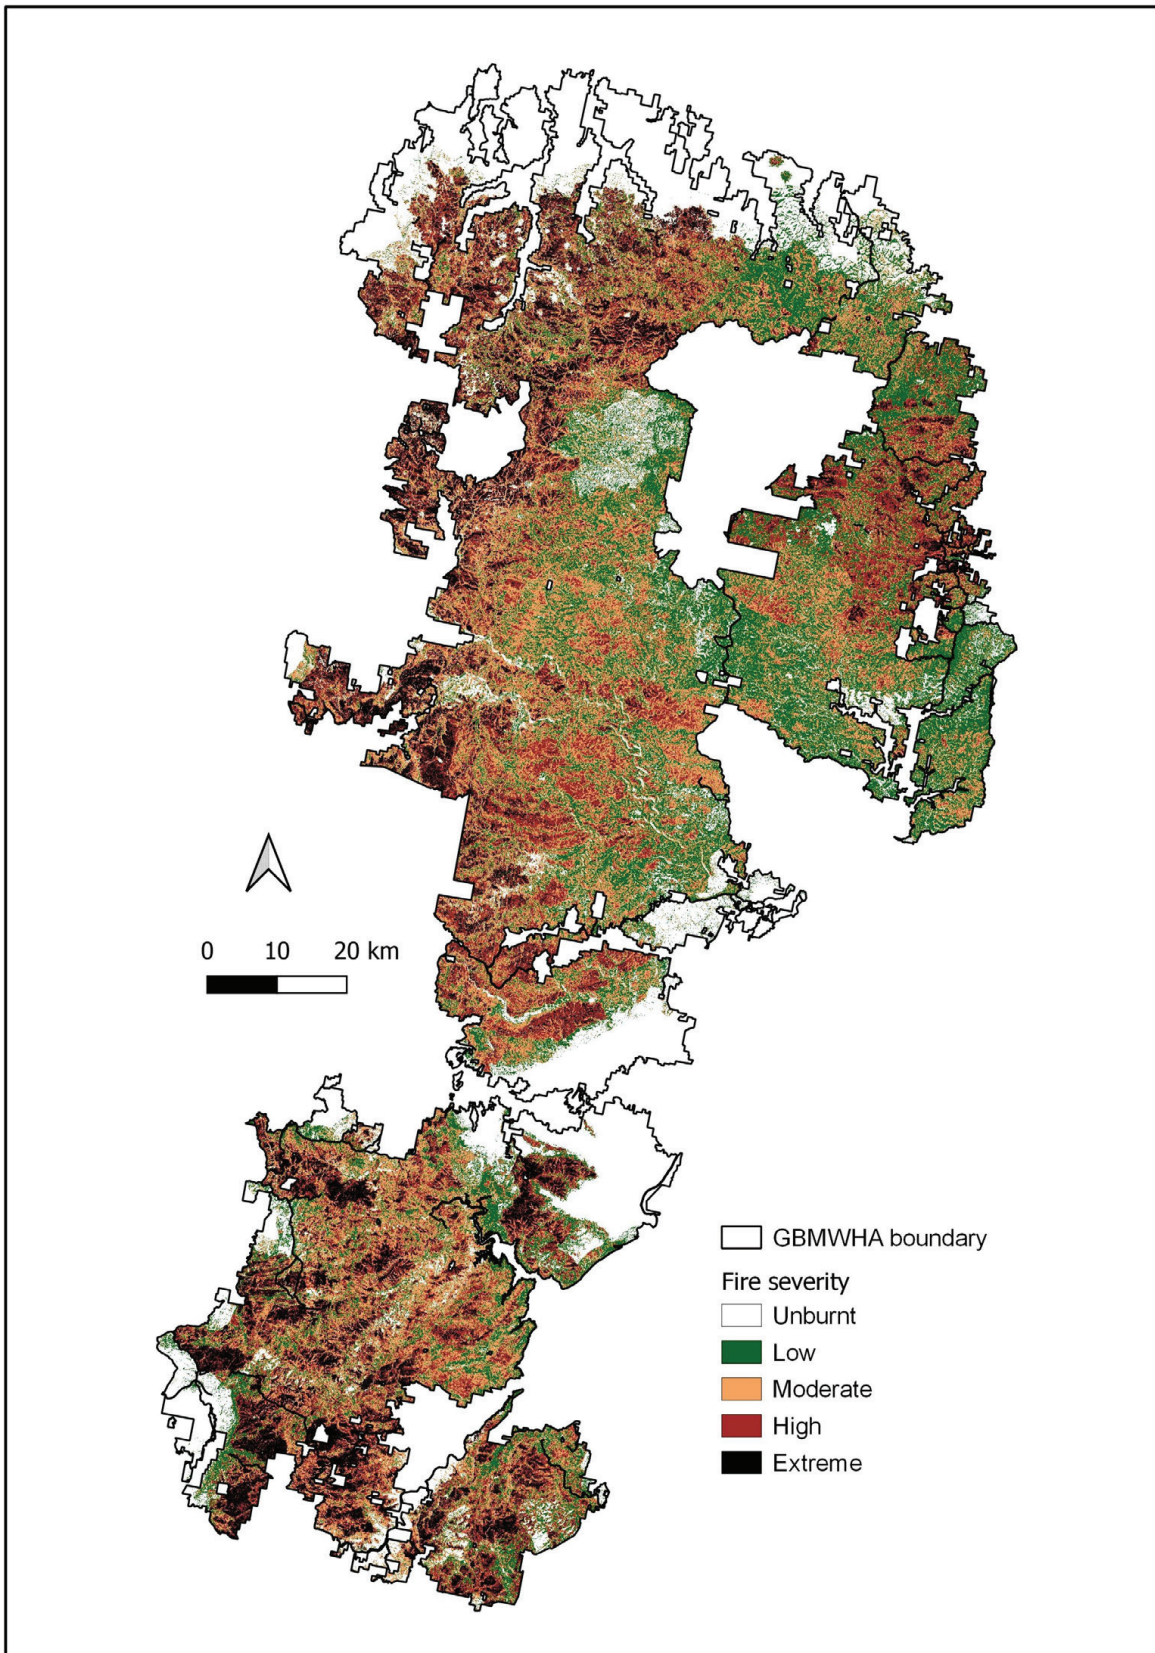 0 10 20 km
GBMWHA boundary
Fire severity
Unburnt
Low
Moderate
High
Extreme